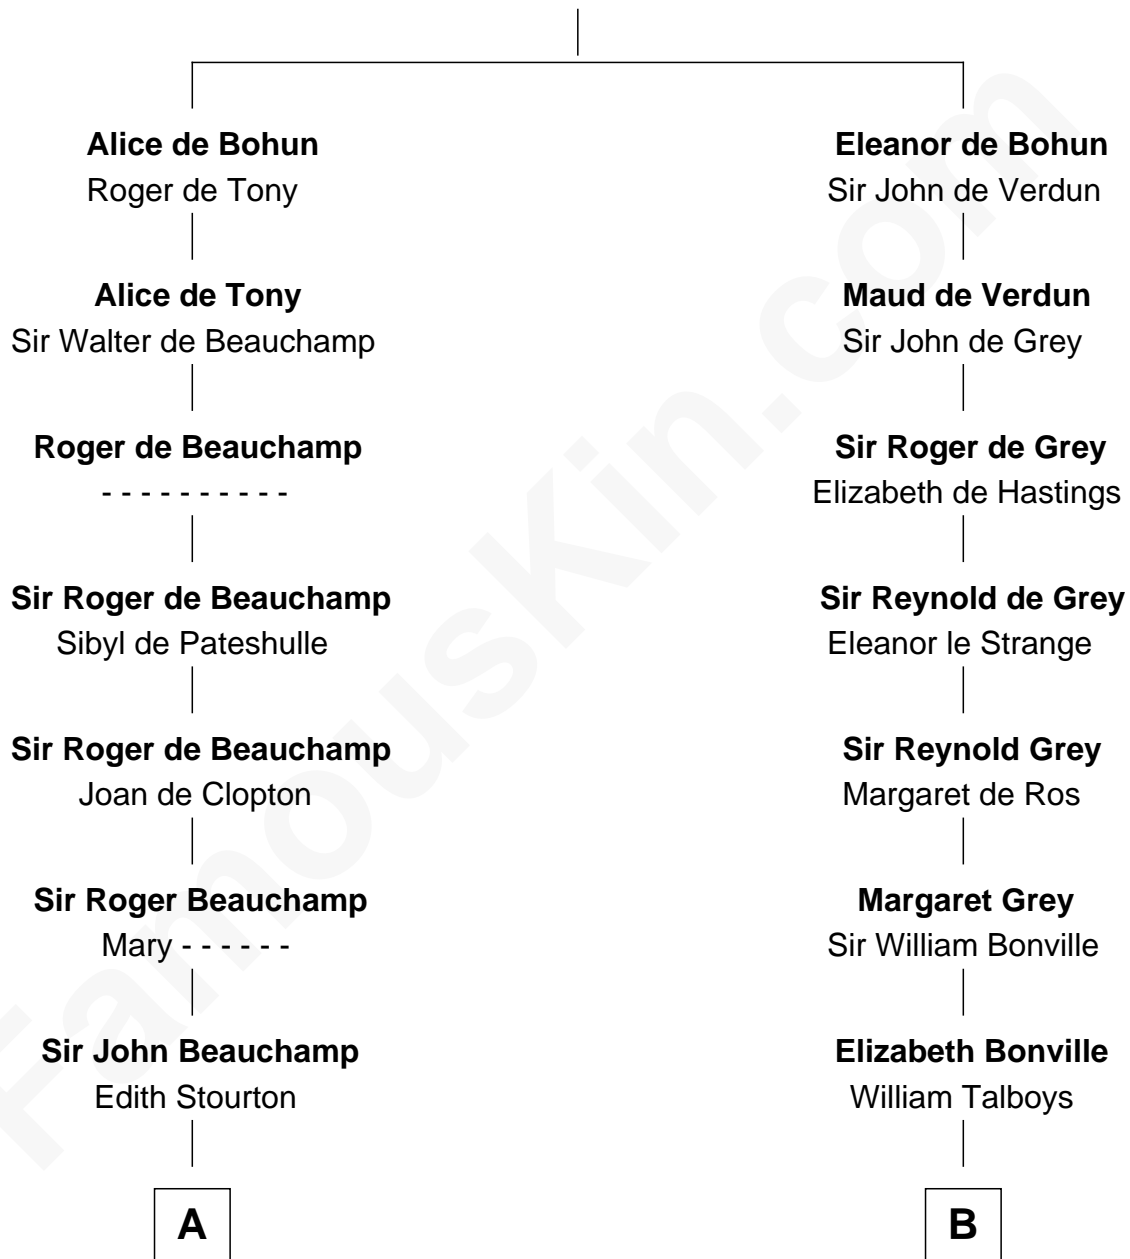 Alice de Bohun
Roger de Tony
Alice de Tony
Sir Walter de Beauchamp
Roger de Beauchamp
- - - - - - - - - -
Sir Roger de Beauchamp
Sibyl de Pateshulle
Sir Roger de Beauchamp
Joan de Clopton
Sir Roger Beauchamp
Mary - - - - - -
Sir John Beauchamp
Edith Stourton
A
Eleanor de Bohun
Sir John de Verdun
Maud de Verdun
Sir John de Grey
Sir Roger de Grey
Elizabeth de Hastings
Sir Reynold de Grey
Eleanor le Strange
Sir Reynold Grey
Margaret de Ros
Margaret Grey
Sir William Bonville
Elizabeth Bonville
William Talboys
B
FamousKin.com